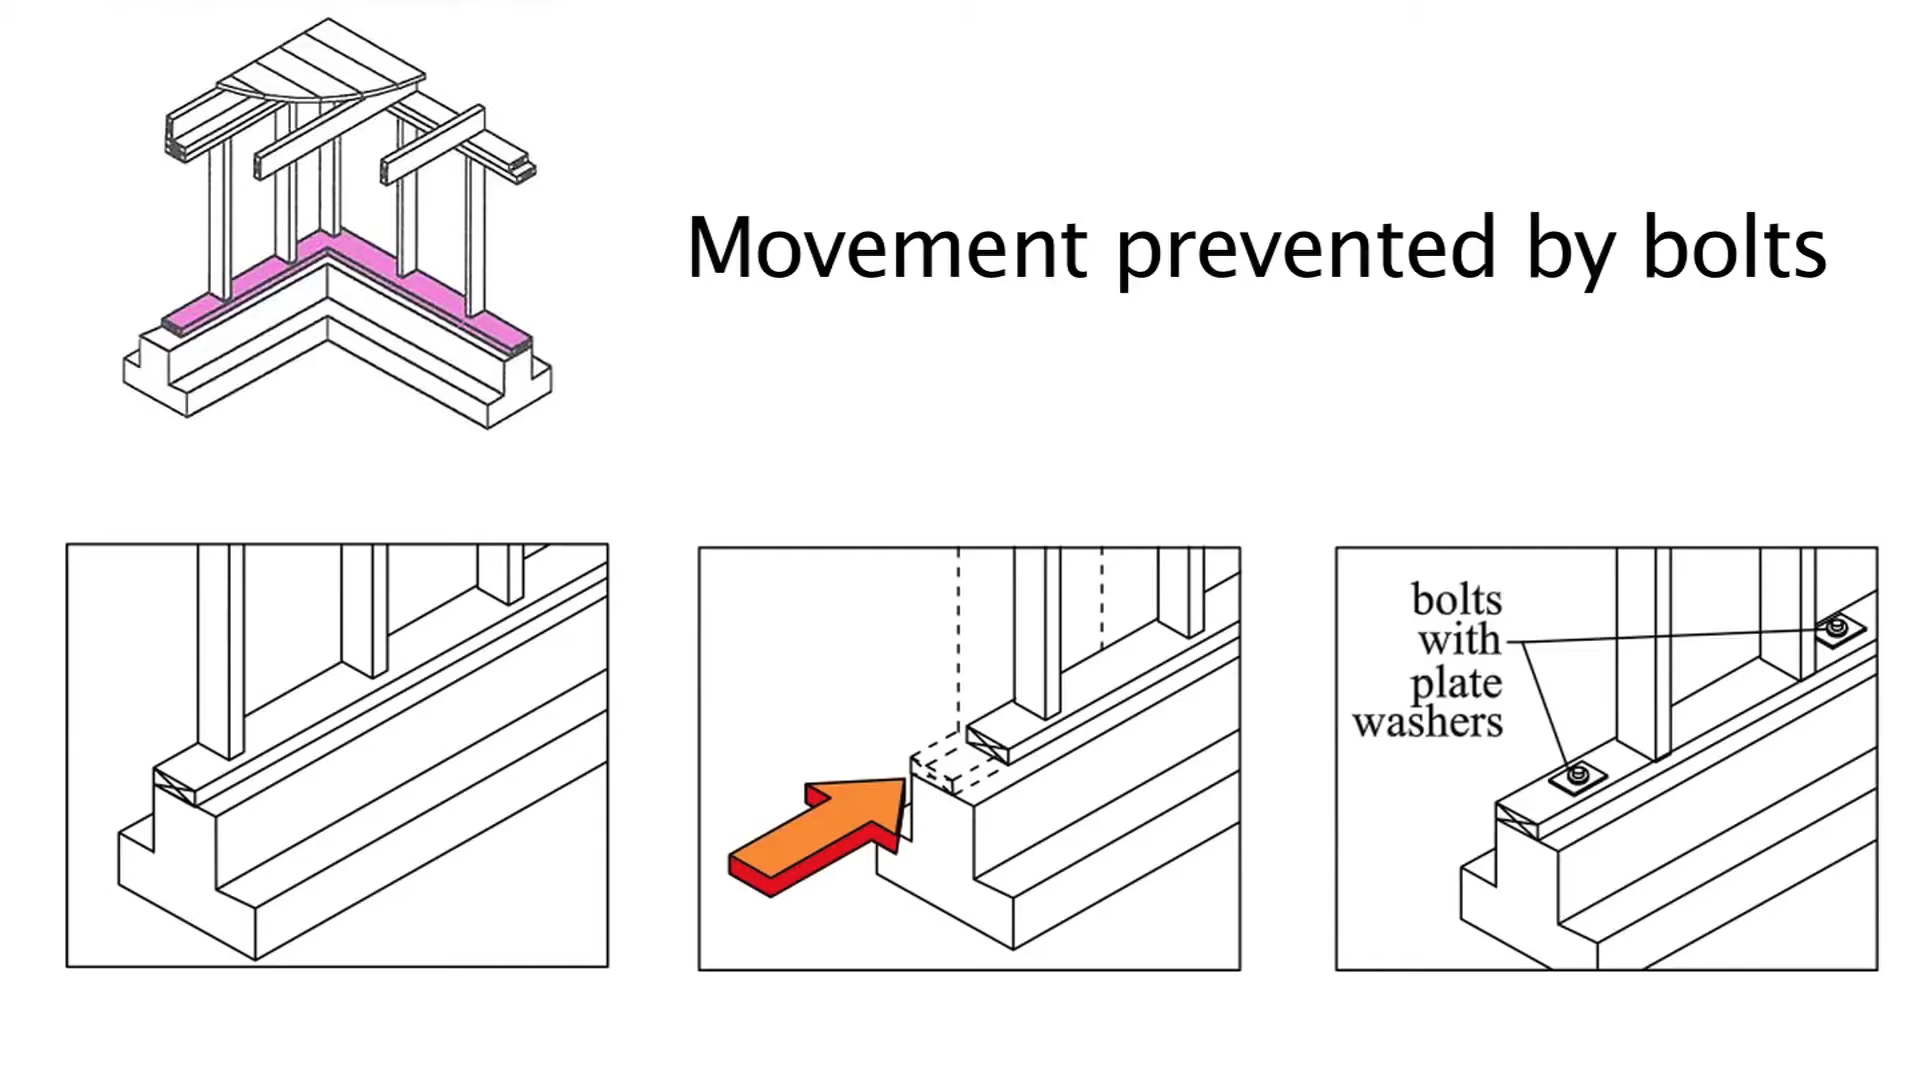 Movement prevented by bolts
bolts
with
plate
washers